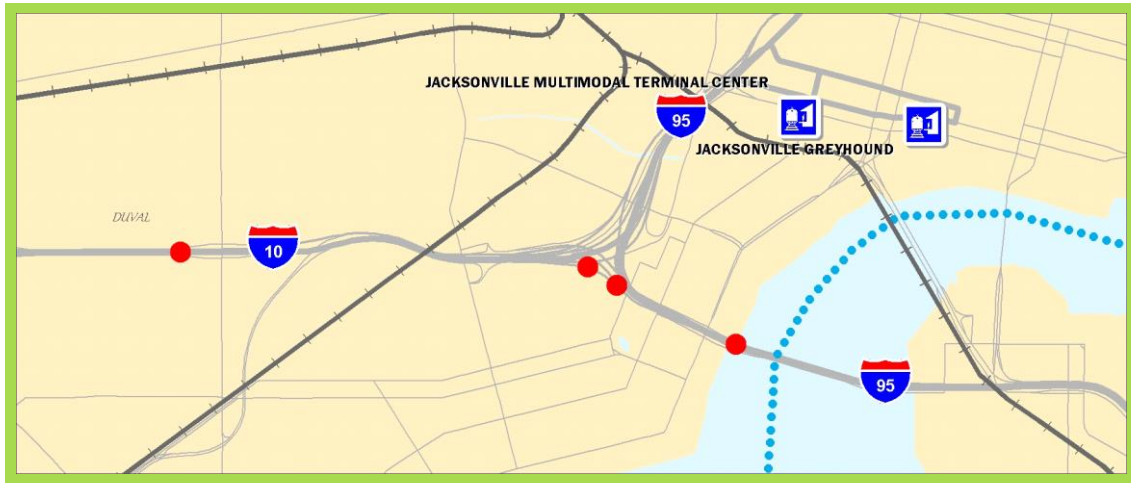 JACKSONVILLE MULTIMODAL TERMINAL CENTER
95
JACKSONVILLE GREYHOUND
DUVAL
10
95